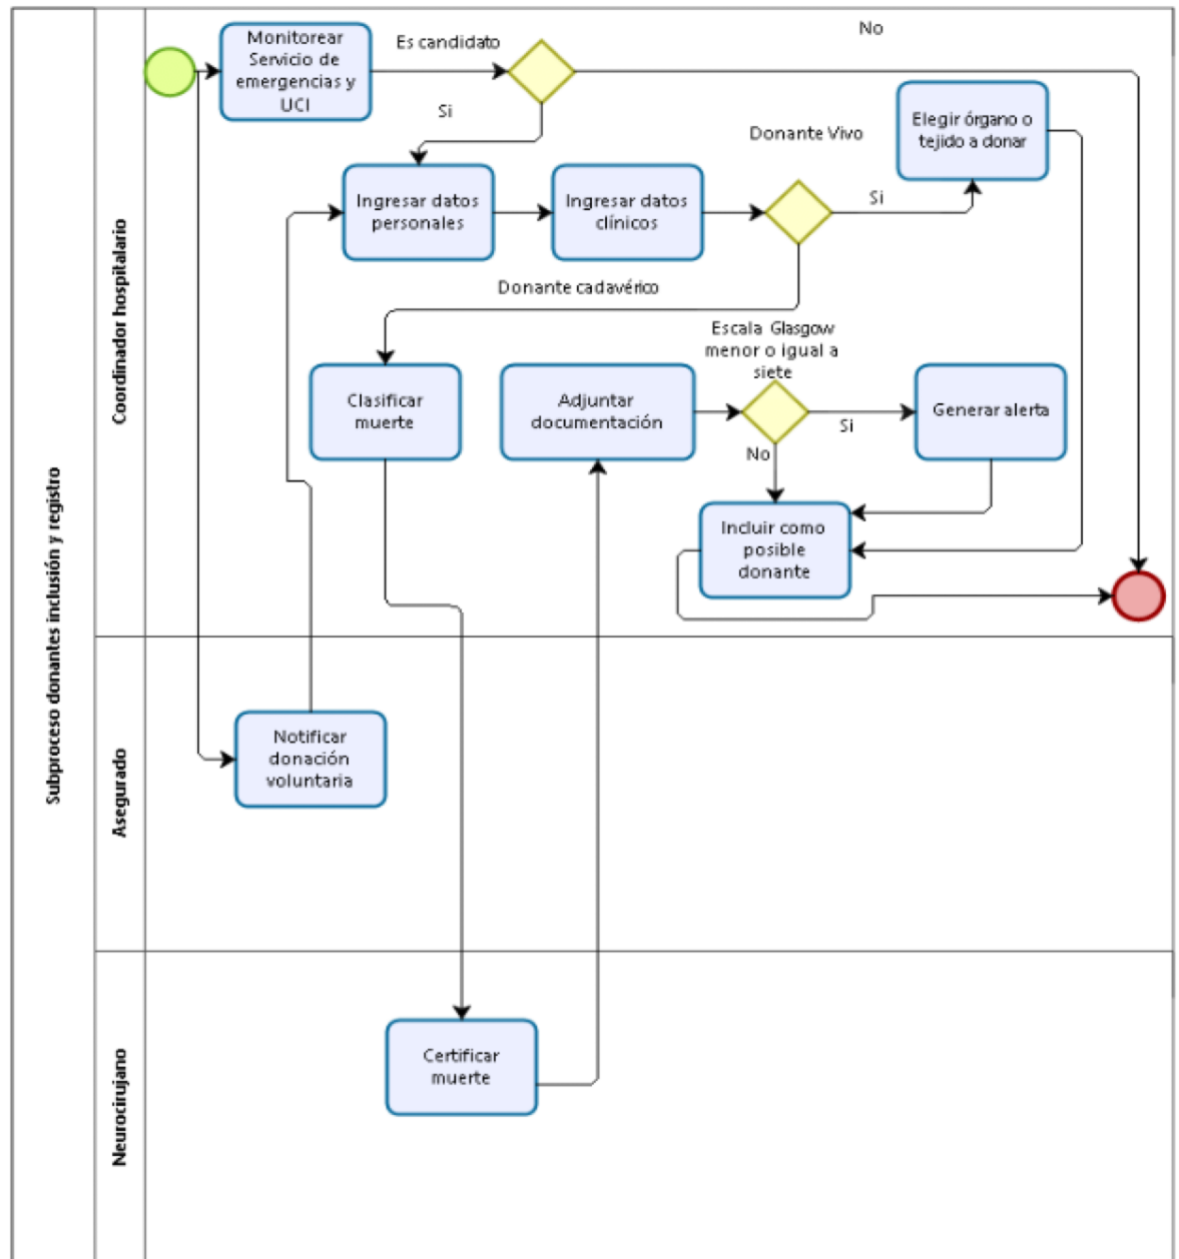 Subproceso donantes inclusión y registro
Coordinador hospitalario
Monitorear
Servicio de
emergencias y
UCI
Es candidato
No
Si
Ingresar datos
personales
Ingresar datos
clínicos
Donante Vivo
Si
Elegir órgano o
tejido a donar
Donante cadavérico
Clasificar
muerte
Adjuntar
documentación
Escala Glasgow
menor o igual a
siete
Si
No
Generar alerta
Incluir como
posible
donante
Asegurado
Notificar
donación
voluntaria
Neurocirujano
Certificar
muerte